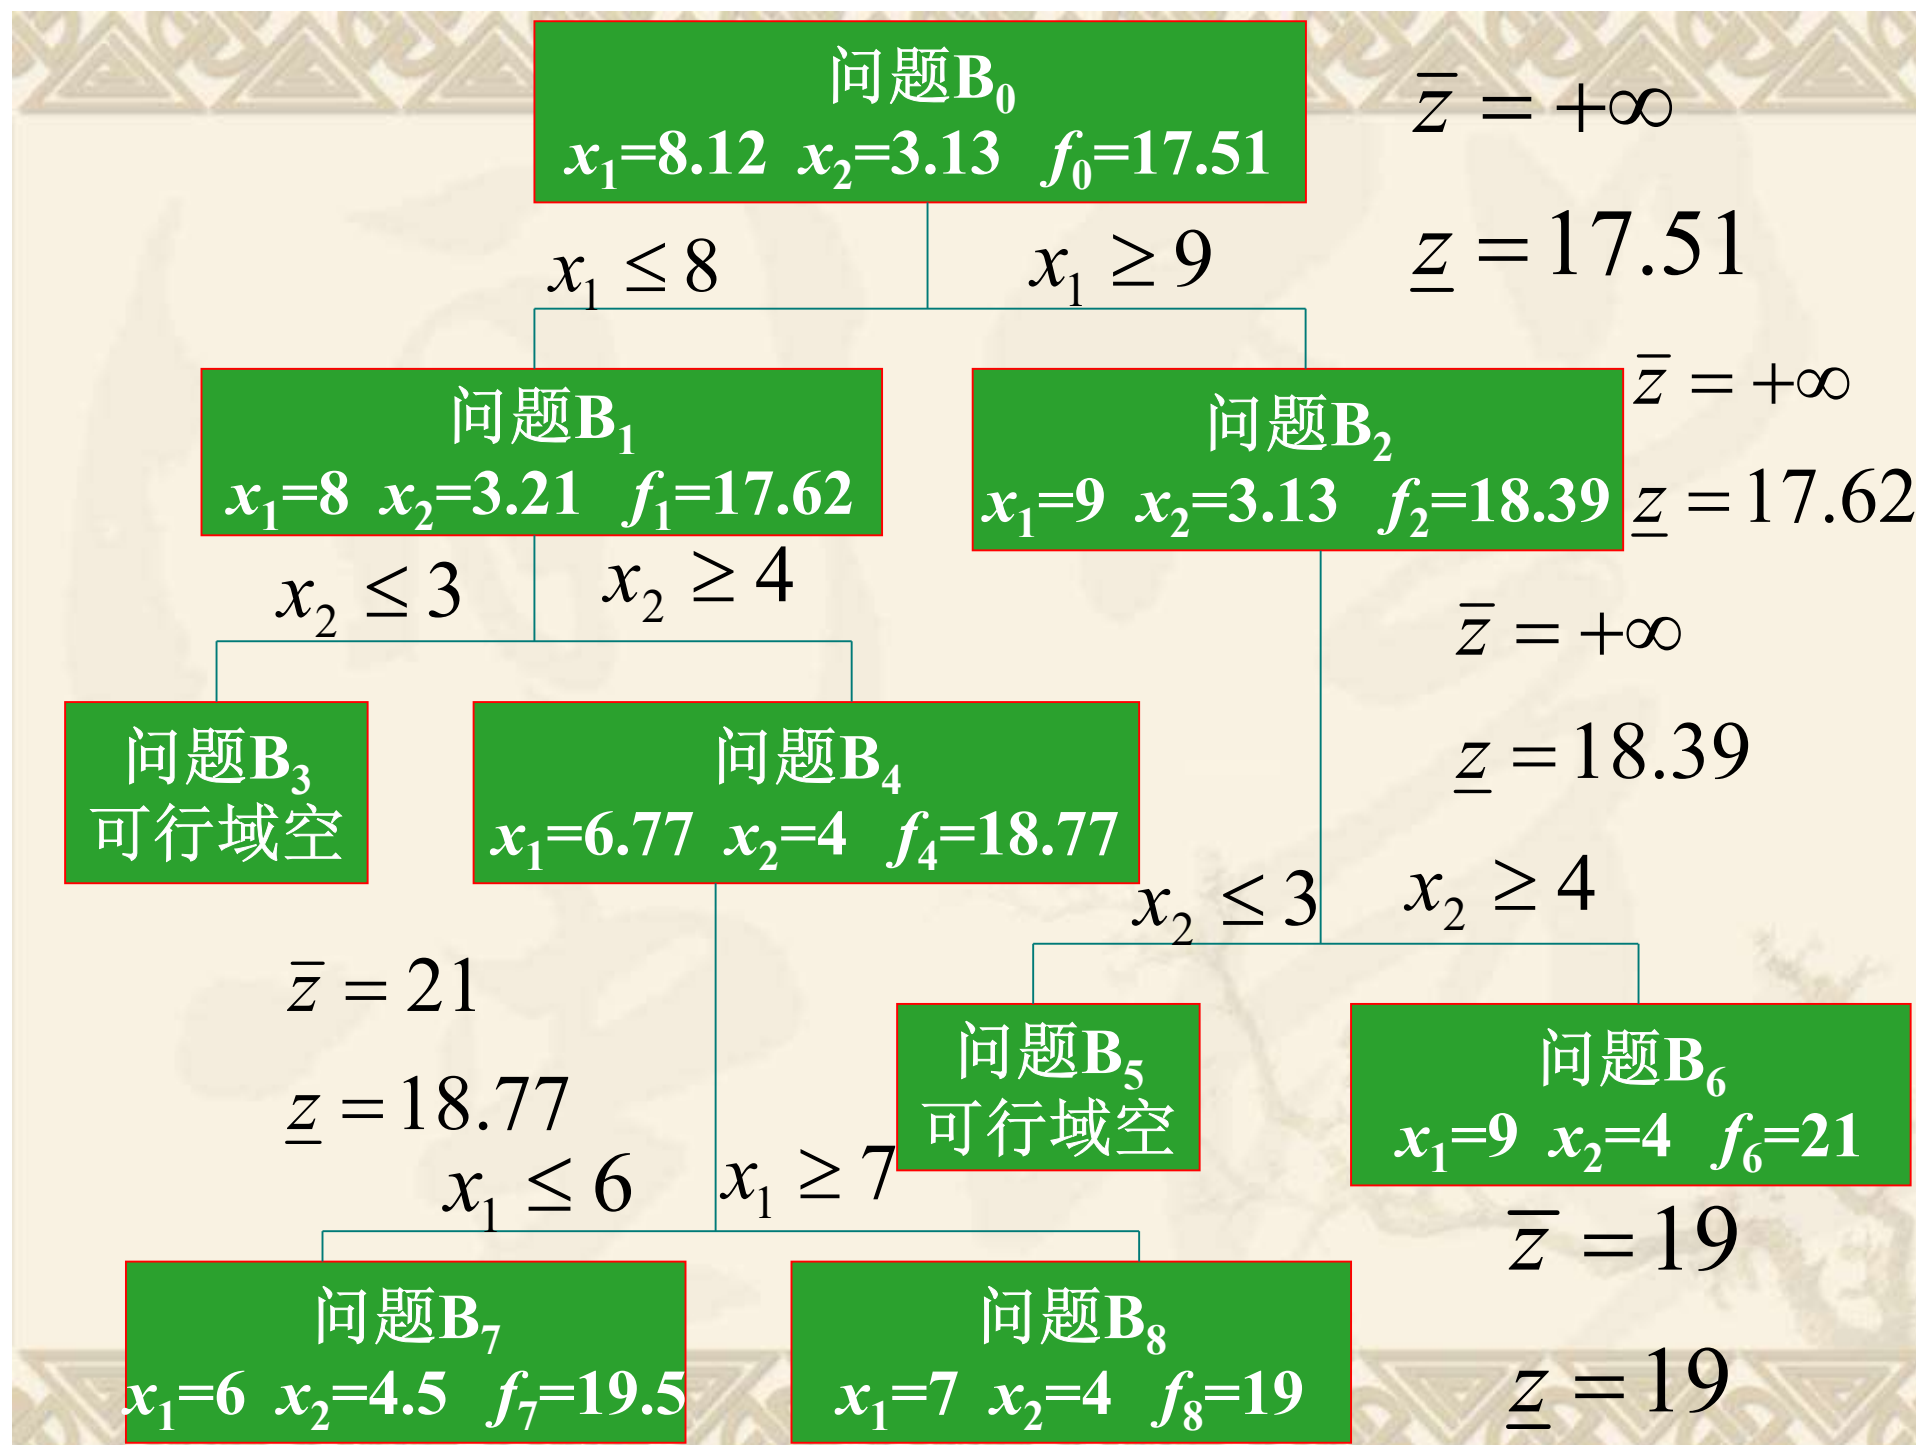 问题B₀
x₁=8.12 x₂=3.13 f₀=17.51
z̅ = +∞
z̲ = 17.51
x₁ ≤ 8
x₁ ≥ 9
问题B₁
x₁=8 x₂=3.21 f₁=17.62
问题B₂
x₁=9 x₂=3.13 f₂=18.39
z̅ = +∞
z̲ = 17.62
x₂ ≤ 3
x₂ ≥ 4
z̅ = +∞
z̲ = 18.39
问题B₃
可行域空
问题B₄
x₁=6.77 x₂=4 f₄=18.77
x₂ ≤ 3
x₂ ≥ 4
z̅ = 21
z̲ = 18.77
问题B₅
可行域空
问题B₆
x₁=9 x₂=4 f₆=21
x₁ ≤ 6
x₁ ≥ 7
z̅ = 19
z̲ = 19
问题B₇
x₁=6 x₂=4.5 f₇=19.5
问题B₈
x₁=7 x₂=4 f₈=19